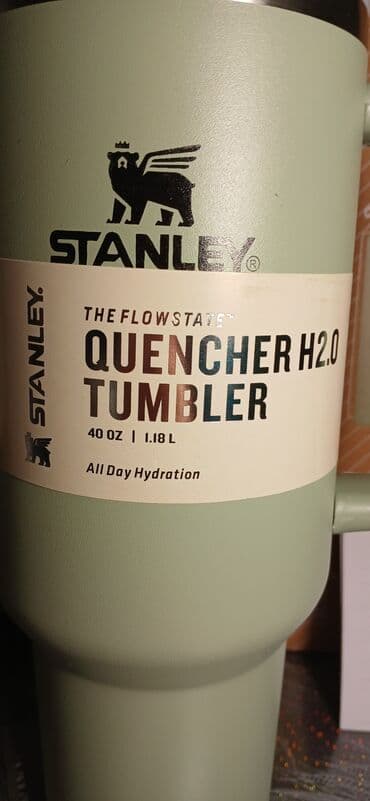 STANLEY®
STANLEY.
THE FLOWSTATE™
QUENCHER H2.0
TUMBLER
40 OZ | 1.18 L
All Day Hydration